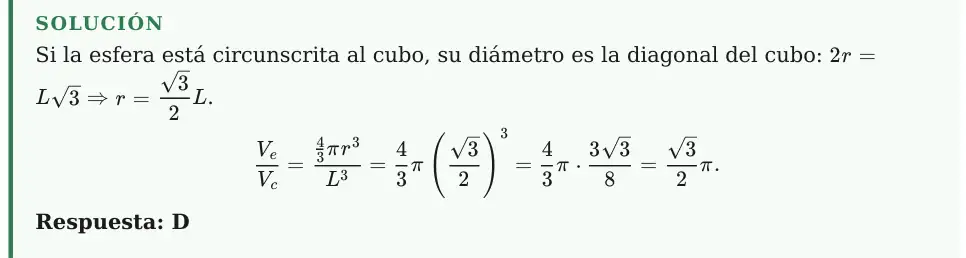 SOLUCIÓN
Si la esfera está circunscrita al cubo, su diámetro es la diagonal del cubo: 2r =
L√3 ⇒ r = √3/2 L.
V_e/V_c = (4/3 πr³)/L³ = 4/3 π (√3/2)³ = 4/3 π · 3√3/8 = √3/2 π.
Respuesta: D